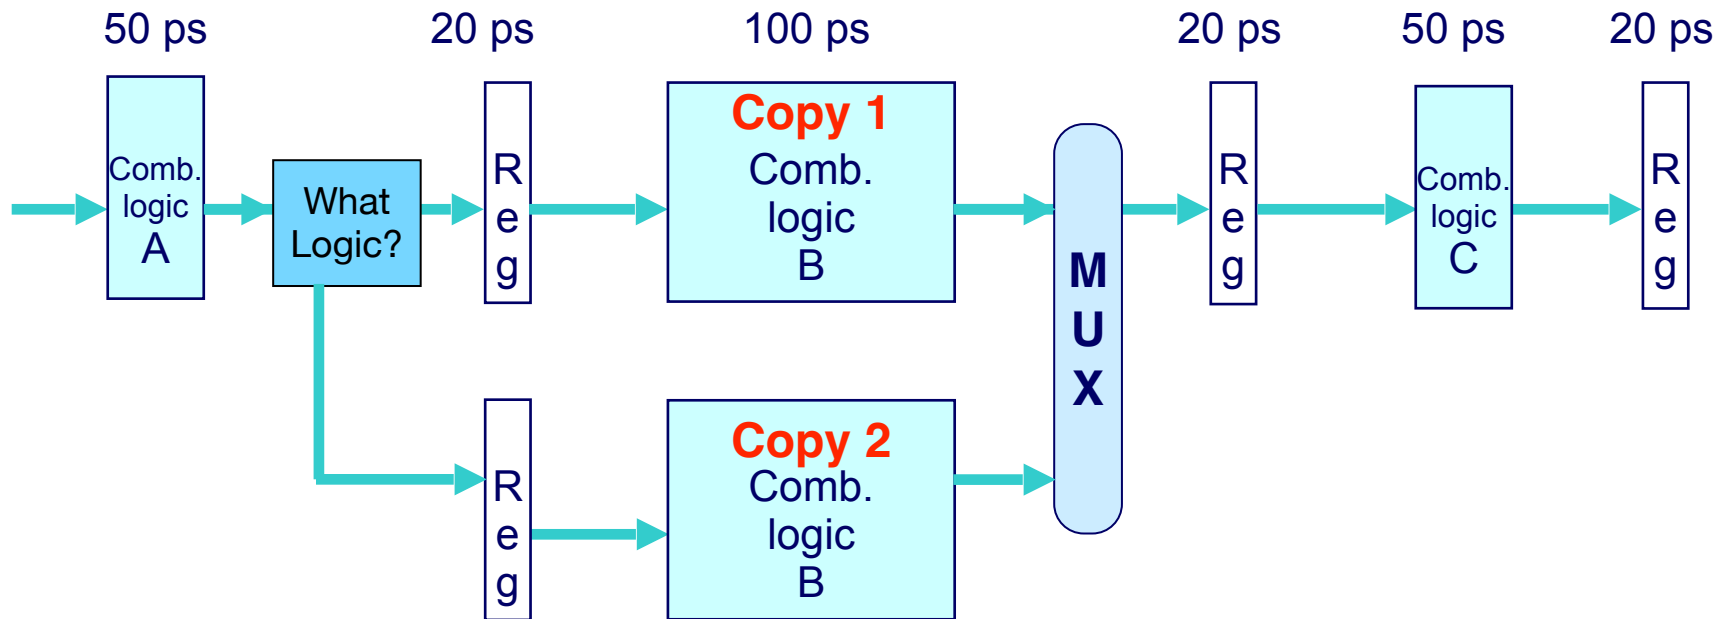 50 ps
20 ps
100 ps
20 ps
50 ps
20 ps
Comb.
logic
A
What
Logic?
R
e
g
Copy 1
Comb.
logic
B
M
U
X
R
e
g
Comb.
logic
C
R
e
g
R
e
g
Copy 2
Comb.
logic
B